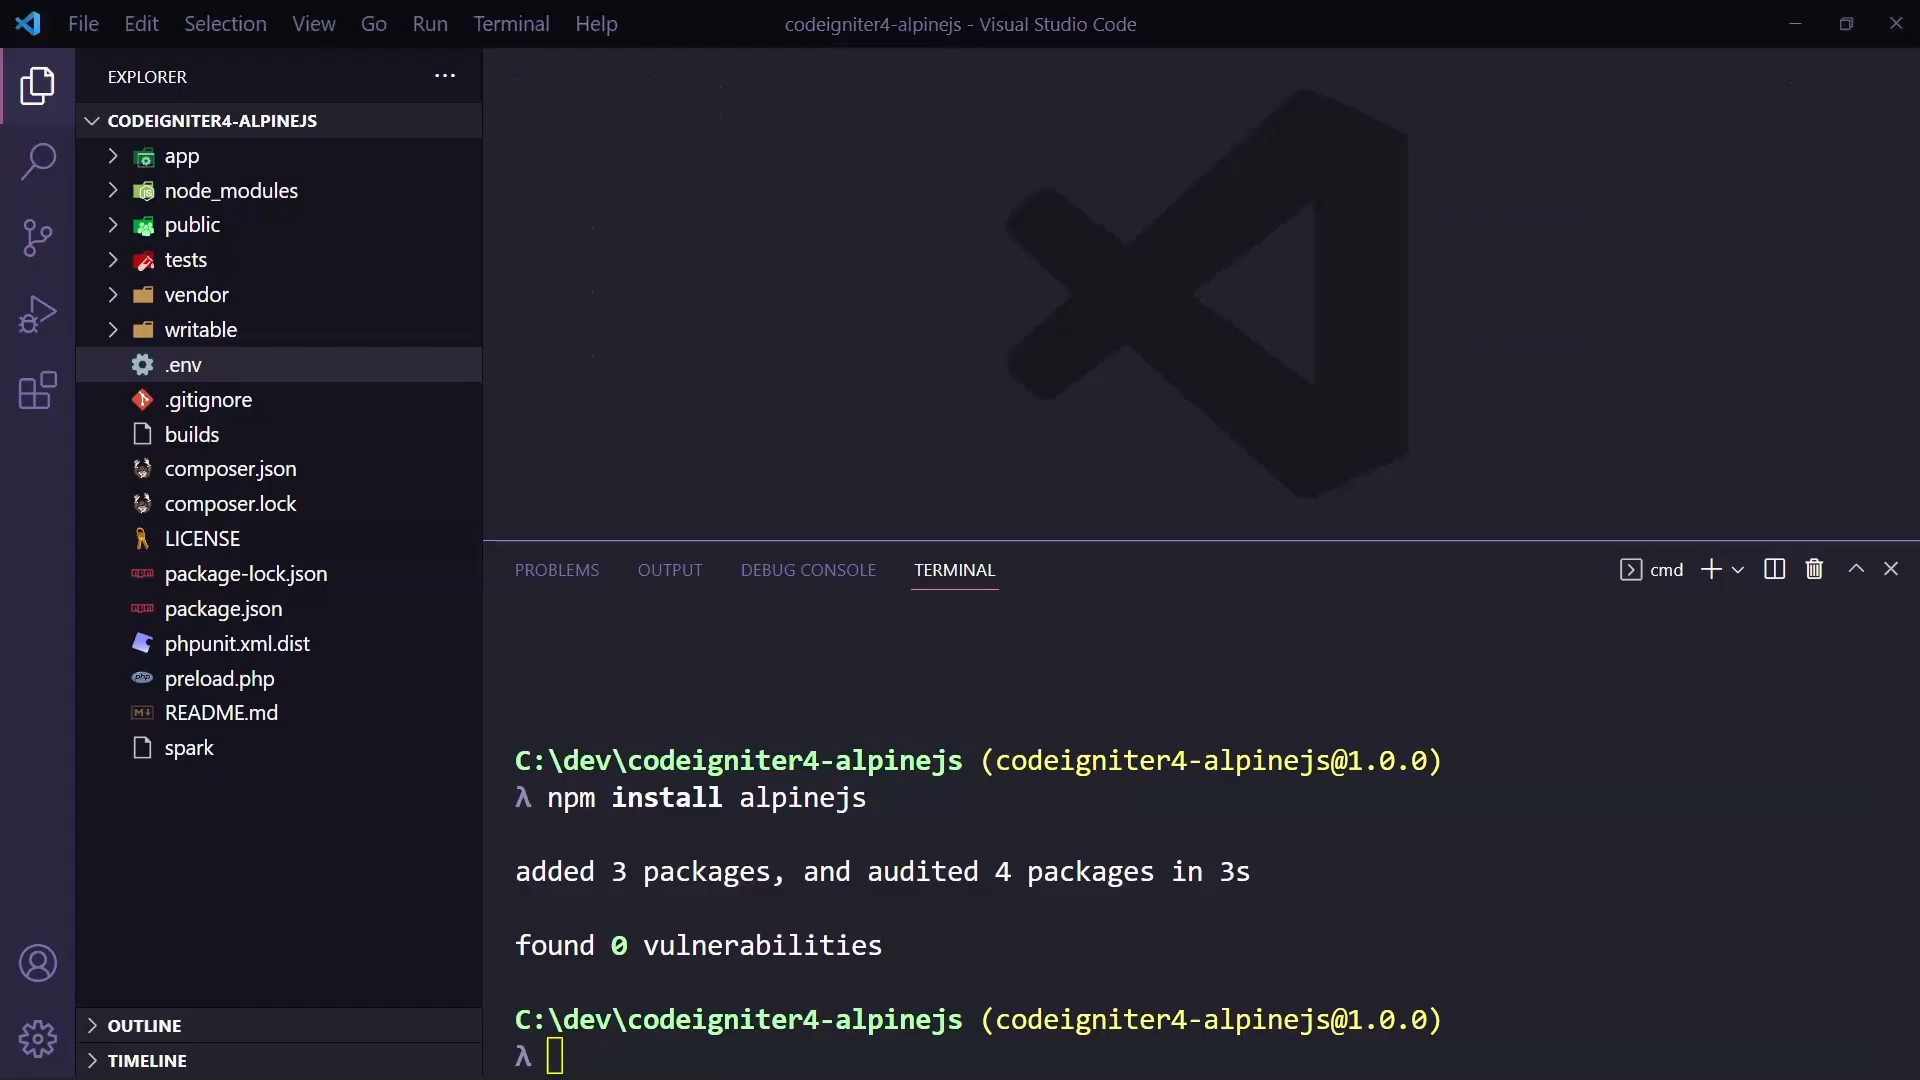 File Edit Selection View Go Run Terminal Help
codeigniter4-alpinejs - Visual Studio Code
EXPLORER
CODEIGNITER4-ALPINEJS
app
node_modules
public
tests
vendor
writable
.env
.gitignore
builds
composer.json
composer.lock
LICENSE
package-lock.json
package.json
phpunit.xml.dist
preload.php
README.md
spark
OUTLINE
TIMELINE
PROBLEMS OUTPUT DEBUG CONSOLE TERMINAL
cmd
C:\dev\codeigniter4-alpinejs (codeigniter4-alpinejs@1.0.0)
λ npm install alpinejs
added 3 packages, and audited 4 packages in 3s
found 0 vulnerabilities
C:\dev\codeigniter4-alpinejs (codeigniter4-alpinejs@1.0.0)
λ